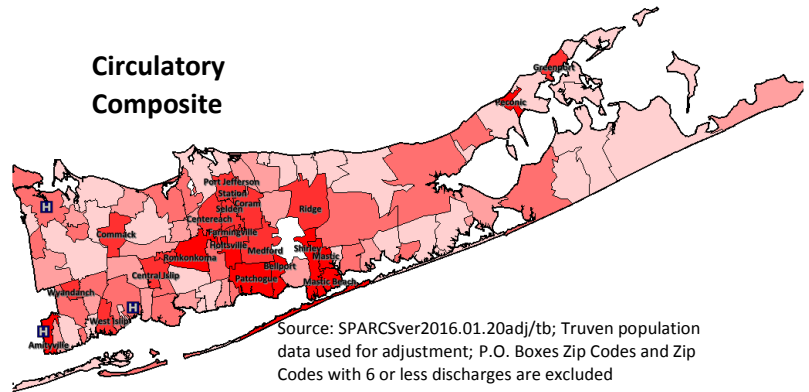 Circulatory
Composite
Greenport
Peconic
Port Jefferson
Station
Coram
Selden
Ridge
Centereach
Commack
Farmingville
Holtsville
Medford
Shirley
Mastic
Ronkonkoma
Bellport
Central Islip
Patchogue
Mastic Beach
Wyandanch
H
H
H
West Islip
Amityville
Source: SPARCSver2016.01.20adj/tb; Truven population
data used for adjustment; P.O. Boxes Zip Codes and Zip
Codes with 6 or less discharges are excluded